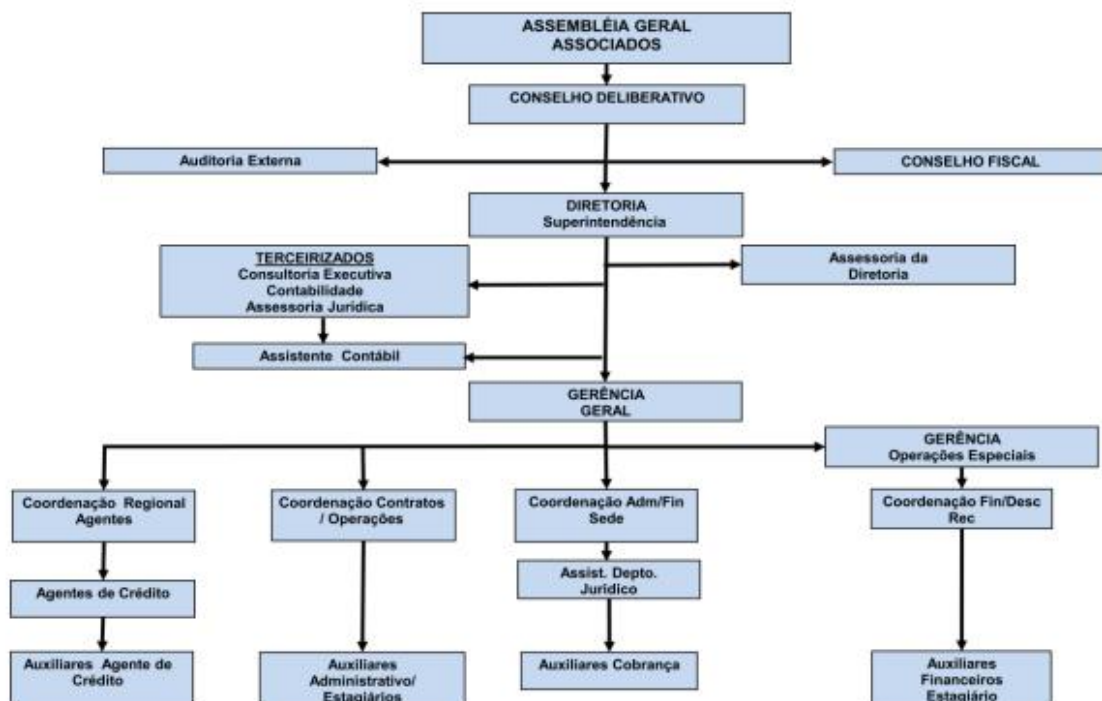 ASSEMBLÉIA GERAL
ASSOCIADOS
CONSELHO DELIBERATIVO
Auditoria Externa
CONSELHO FISCAL
DIRETORIA
Superintendência
TERCEIRIZADOS
Consultoria Executiva
Contabilidade
Assessoria Jurídica
Assessoria da
Diretoria
Assistente Contábil
GERÊNCIA
GERAL
GERÊNCIA
Operações Especiais
Coordenação Regional
Agentes
Coordenação Contratos
/ Operações
Coordenação Adm/Fin
Sede
Coordenação Fin/Desc
Rec
Agentes de Crédito
Assist. Depto.
Jurídico
Auxiliares Agente de
Crédito
Auxiliares
Administrativo/
Estagiários
Auxiliares Cobrança
Auxiliares
Financeiros
Estagiário